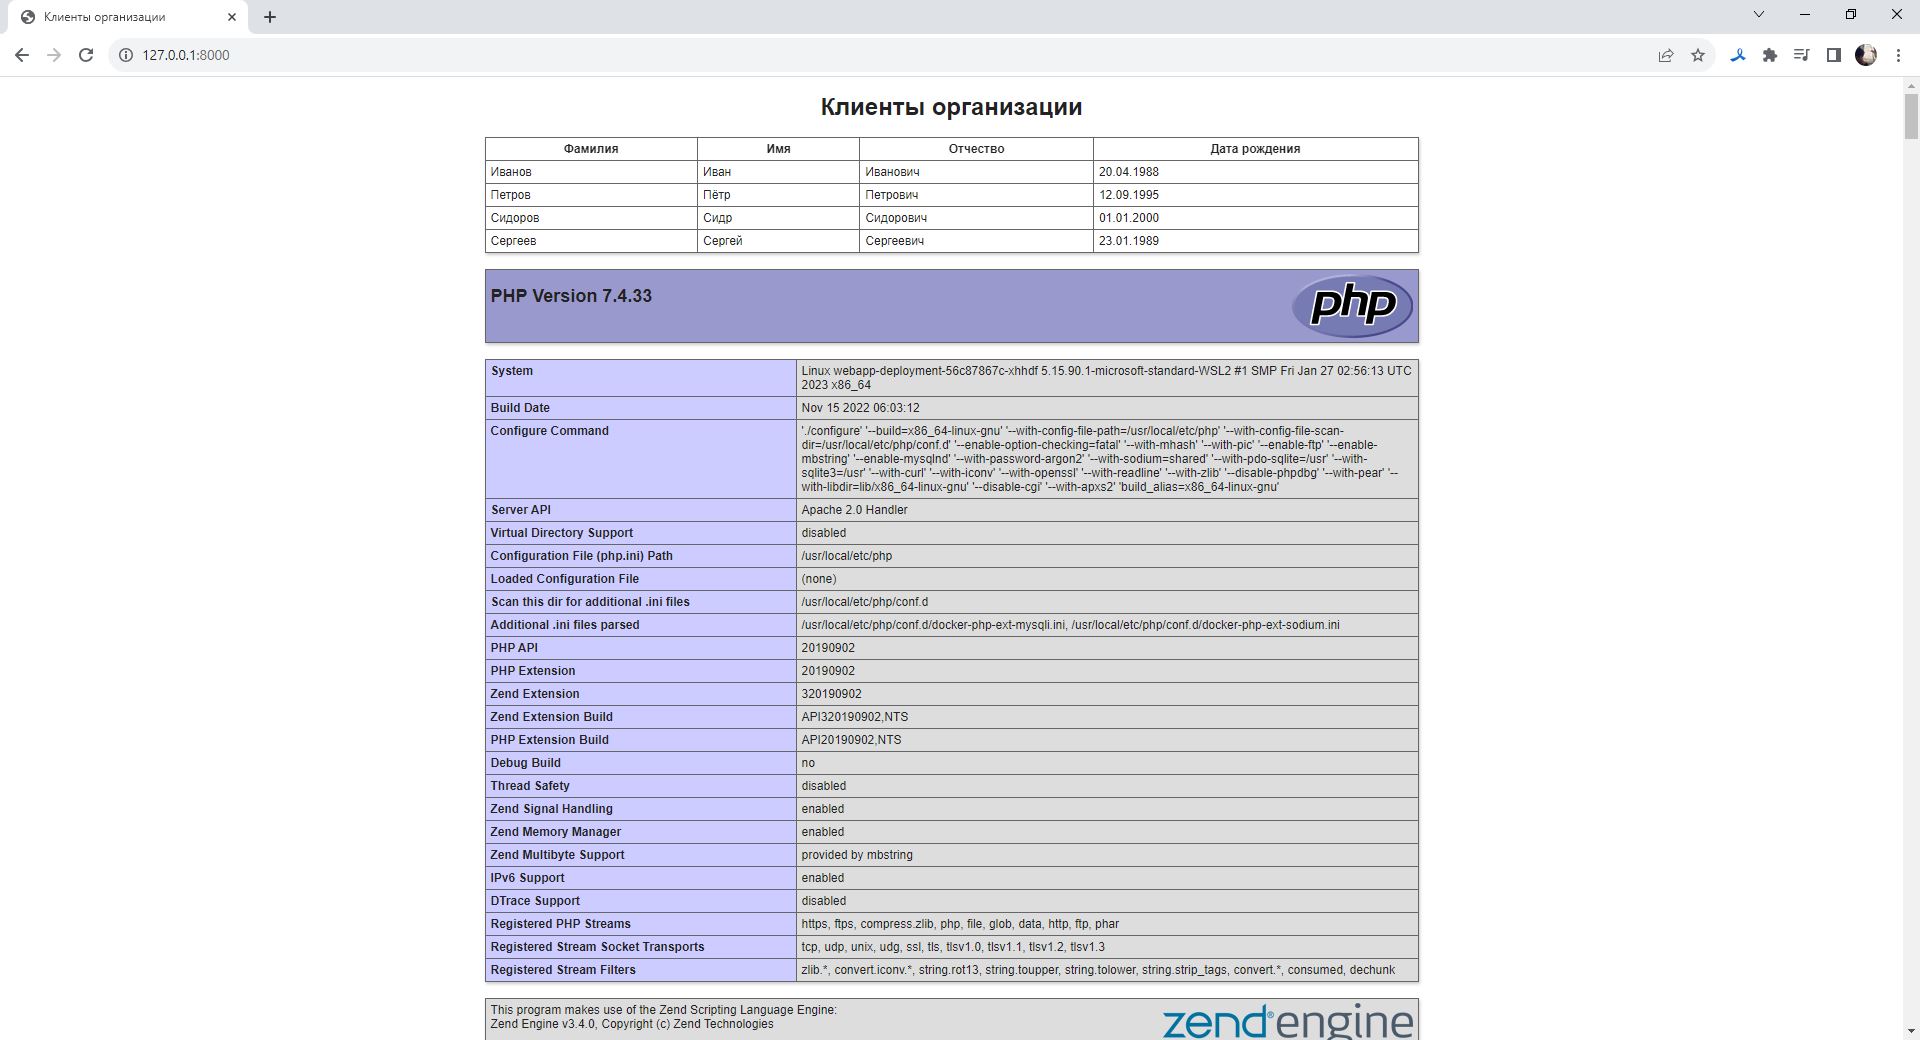 Клиенты организации
127.0.0.1:8000
Клиенты организации
Фамилия Имя Отчество Дата рождения
Иванов Иван Иванович 20.04.1988
Петров Пётр Петрович 12.09.1995
Сидоров Сидр Сидорович 01.01.2000
Сергеев Сергей Сергеевич 23.01.1989
PHP Version 7.4.33
php
System Linux webapp-deployment-56c87867c-xhhdf 5.15.90.1-microsoft-standard-WSL2 #1 SMP Fri Jan 27 02:56:13 UTC
2023 x86_64
Build Date Nov 15 2022 06:03:12
Configure Command './configure' '--build=x86_64-linux-gnu' '--with-config-file-path=/usr/local/etc/php' '--with-config-file-scan-
dir=/usr/local/etc/php/conf.d' '--enable-option-checking=fatal' '--with-mhash' '--with-pic' '--enable-ftp' '--enable-
mbstring' '--enable-mysqlnd' '--with-password-argon2' '--with-sodium=shared' '--with-pdo-sqlite=/usr' '--with-
sqlite3=/usr' '--with-curl' '--with-iconv' '--with-openssl' '--with-readline' '--with-zlib' '--disable-phpdbg' '--with-pear' '--
with-libdir=lib/x86_64-linux-gnu' '--disable-cgi' '--with-apxs2' 'build_alias=x86_64-linux-gnu'
Server API Apache 2.0 Handler
Virtual Directory Support disabled
Configuration File (php.ini) Path /usr/local/etc/php
Loaded Configuration File (none)
Scan this dir for additional .ini files /usr/local/etc/php/conf.d
Additional .ini files parsed /usr/local/etc/php/conf.d/docker-php-ext-mysqli.ini, /usr/local/etc/php/conf.d/docker-php-ext-sodium.ini
PHP API 20190902
PHP Extension 20190902
Zend Extension 320190902
Zend Extension Build API320190902,NTS
PHP Extension Build API20190902,NTS
Debug Build no
Thread Safety disabled
Zend Signal Handling enabled
Zend Memory Manager enabled
Zend Multibyte Support provided by mbstring
IPv6 Support enabled
DTrace Support disabled
Registered PHP Streams https, ftps, compress.zlib, php, file, glob, data, http, ftp, phar
Registered Stream Socket Transports tcp, udp, unix, udg, ssl, tls, tlsv1.0, tlsv1.1, tlsv1.2, tlsv1.3
Registered Stream Filters zlib.*, convert.iconv.*, string.rot13, string.toupper, string.tolower, string.strip_tags, convert.*, consumed, dechunk
This program makes use of the Zend Scripting Language Engine:
Zend Engine v3.4.0, Copyright (c) Zend Technologies
zend® engine